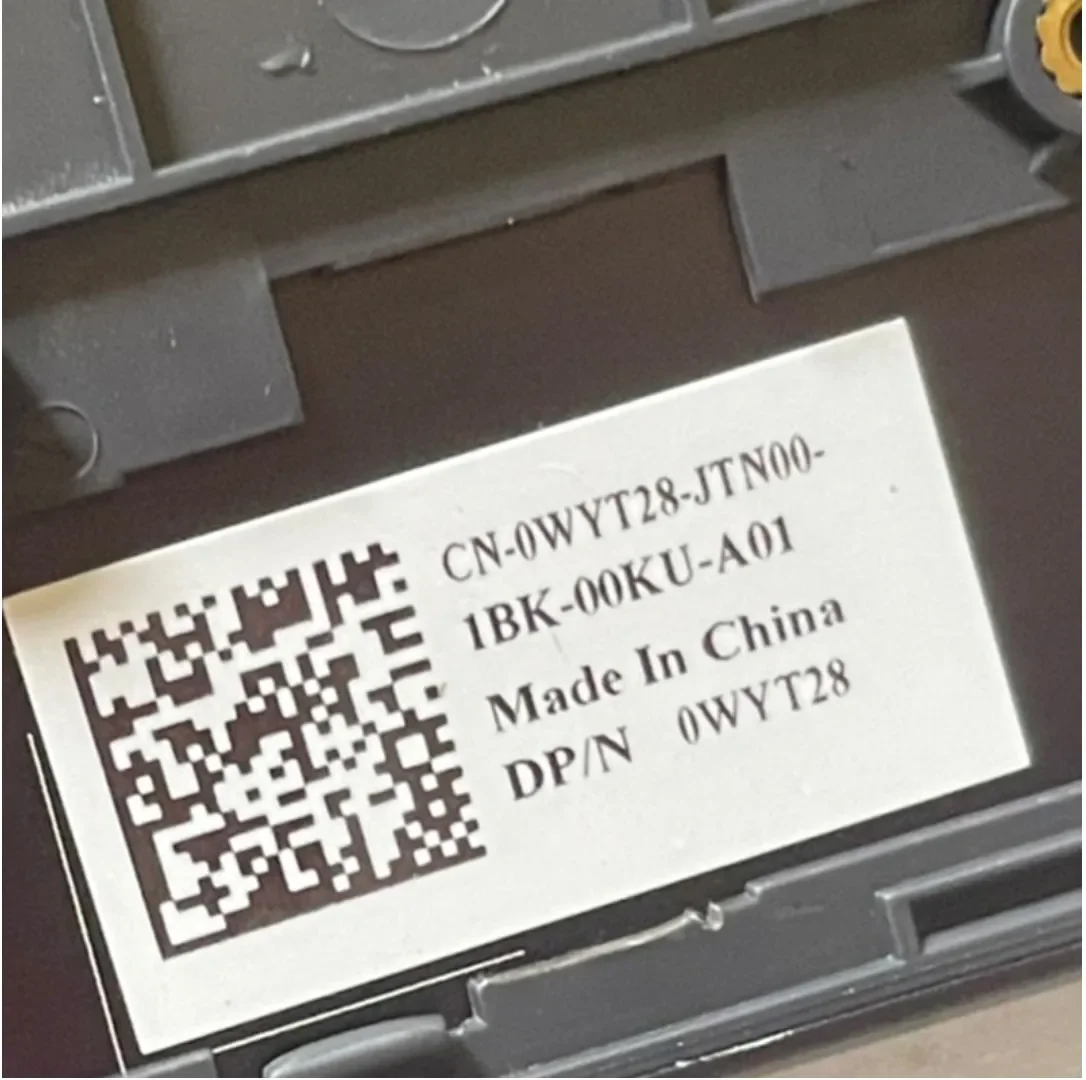 CN-0WYT28-JTN00-
1BK-00KU-A01
Made In China
DP/N 0WYT28